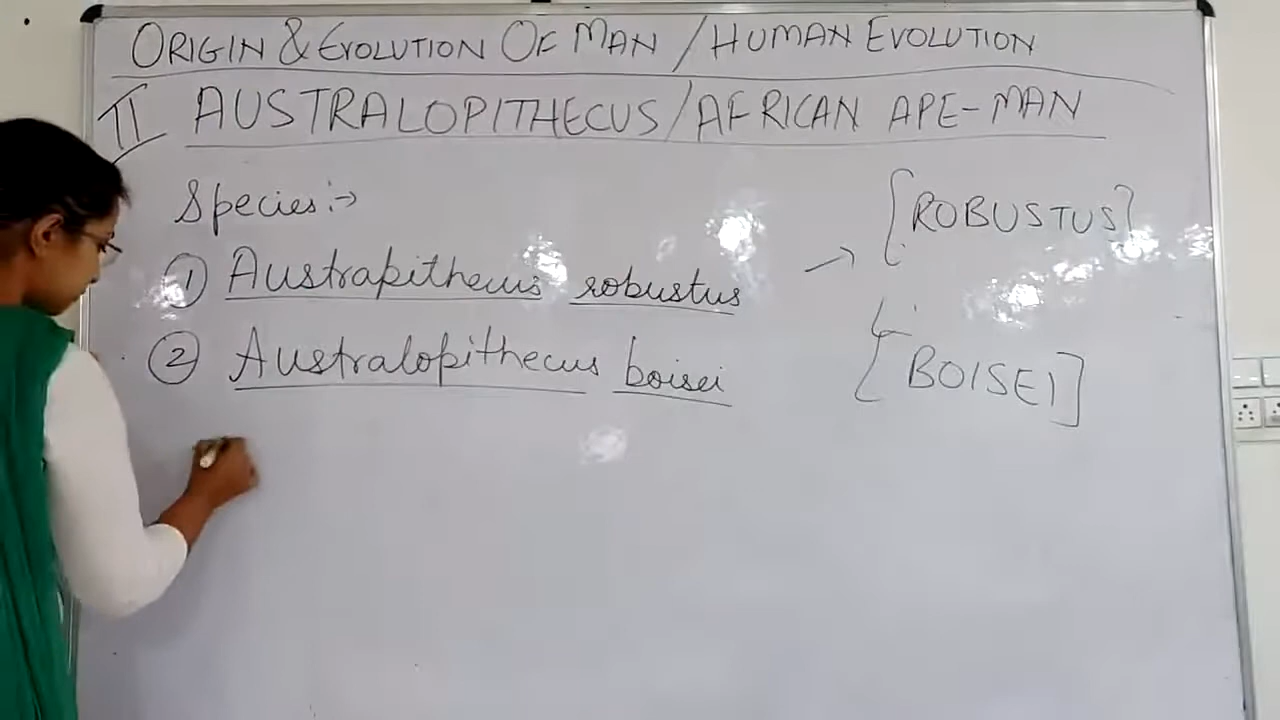 ORIGIN & EVOLUTION OF MAN / HUMAN EVOLUTION
II AUSTRALOPITHECUS/AFRICAN APE-MAN
Species :→
① Austrapithecus robustus → [ROBUSTUS]
② Australopithecus boisei [BOISEI]